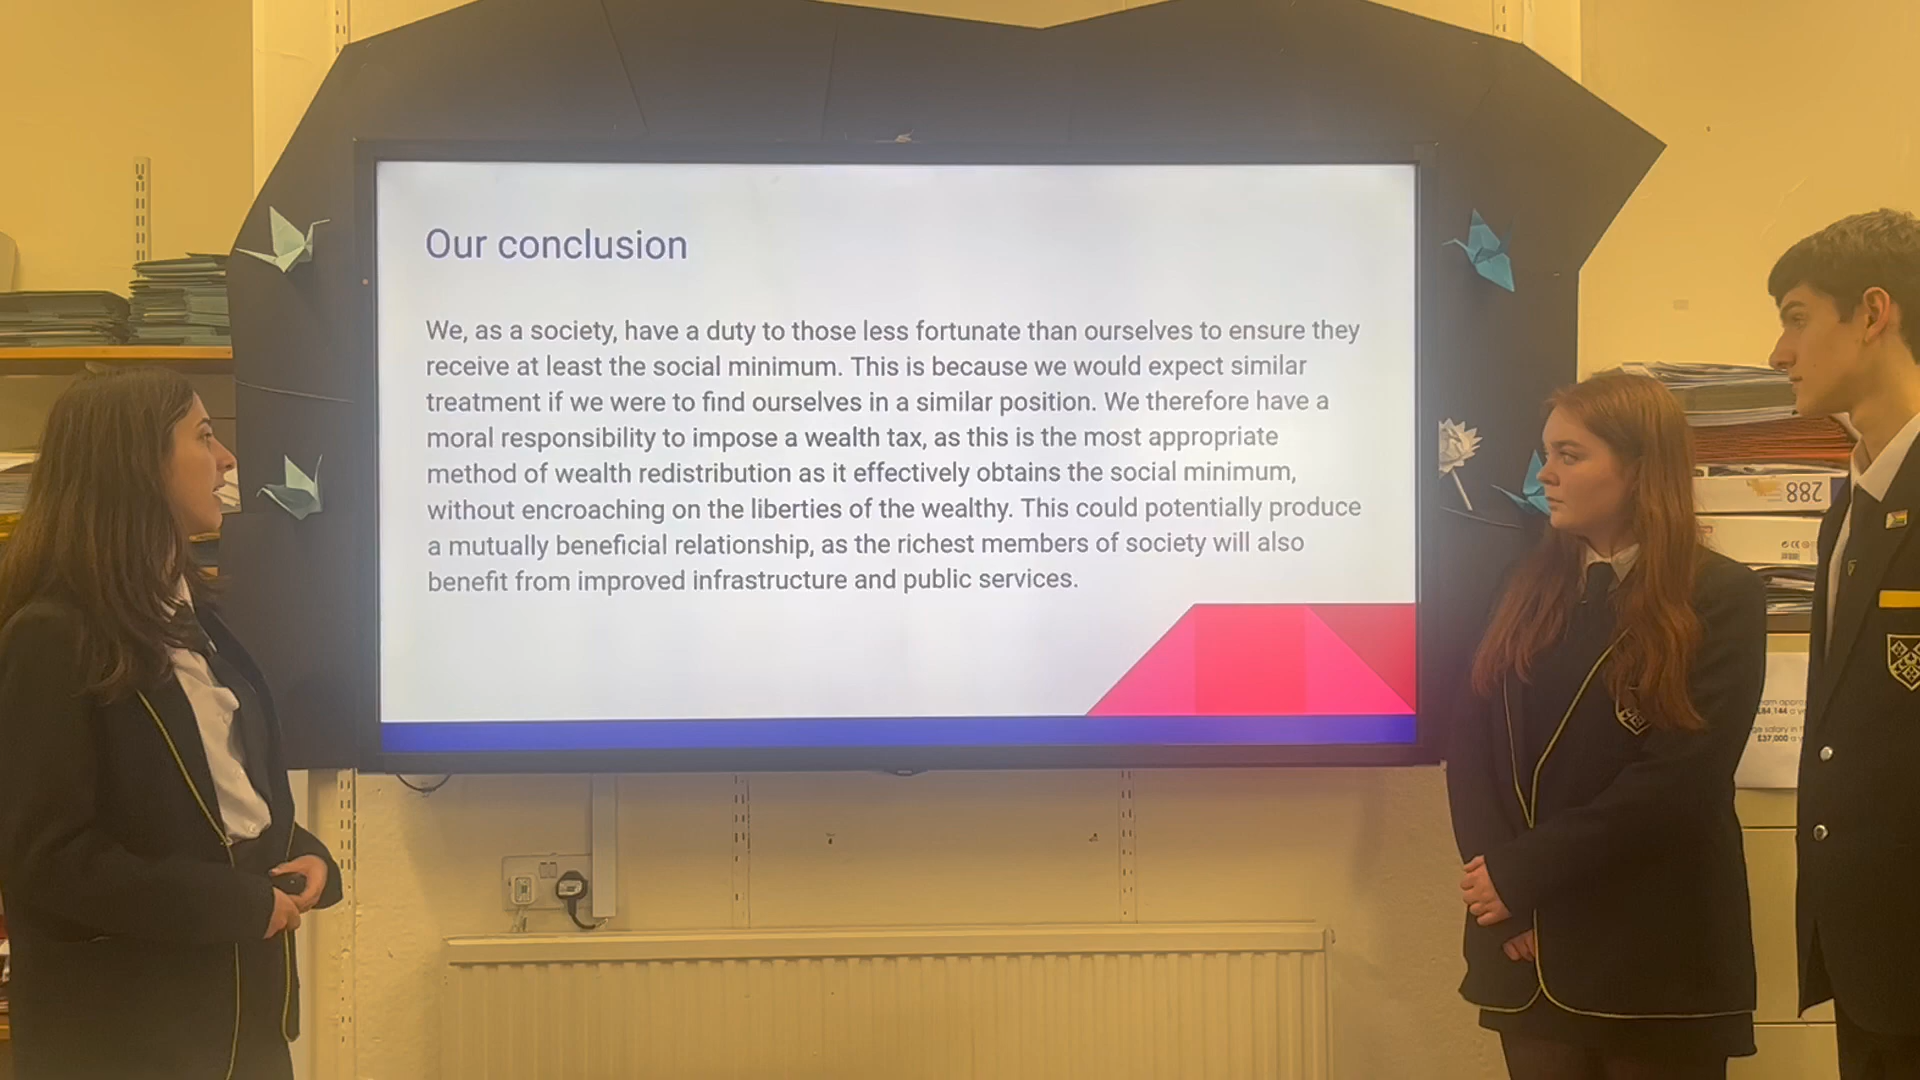 Our conclusion
We, as a society, have a duty to those less fortunate than ourselves to ensure they
receive at least the social minimum. This is because we would expect similar
treatment if we were to find ourselves in a similar position. We therefore have a
moral responsibility to impose a wealth tax, as this is the most appropriate
method of wealth redistribution as it effectively obtains the social minimum,
without encroaching on the liberties of the wealthy. This could potentially produce
a mutually beneficial relationship, as the richest members of society will also
benefit from improved infrastructure and public services.
288
£37,000